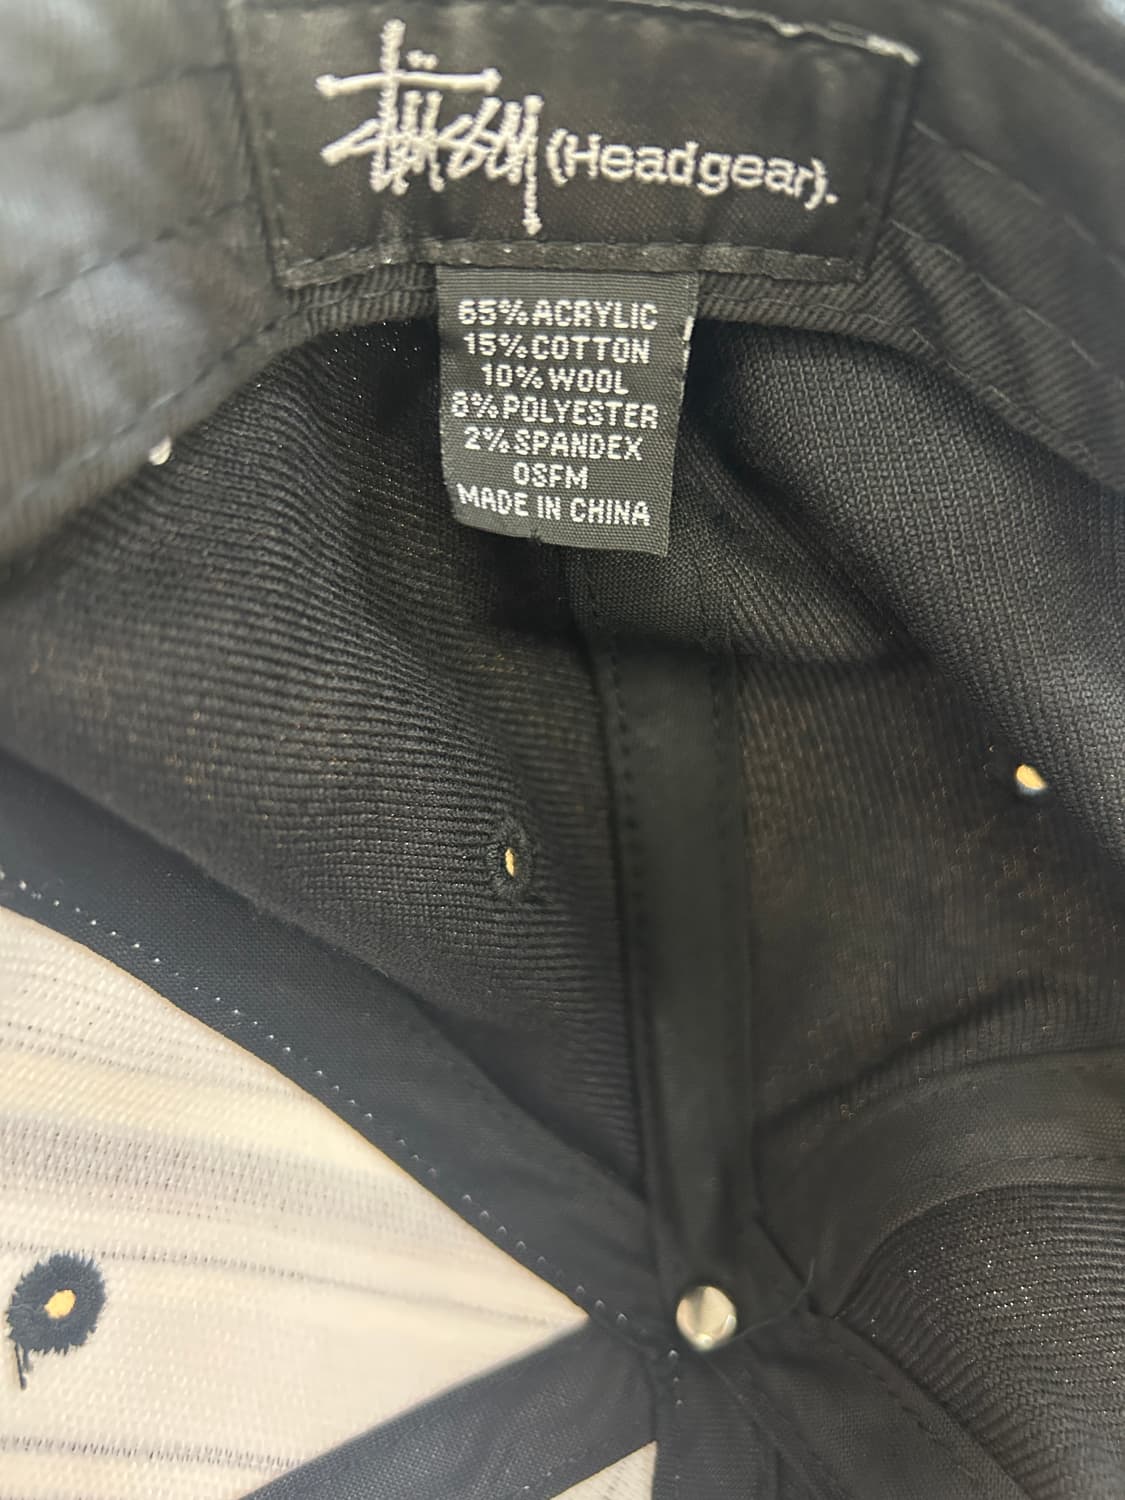 Stüssy (Headgear).
65% ACRYLIC
15% COTTON
10% WOOL
8% POLYESTER
2% SPANDEX
OSFM
MADE IN CHINA